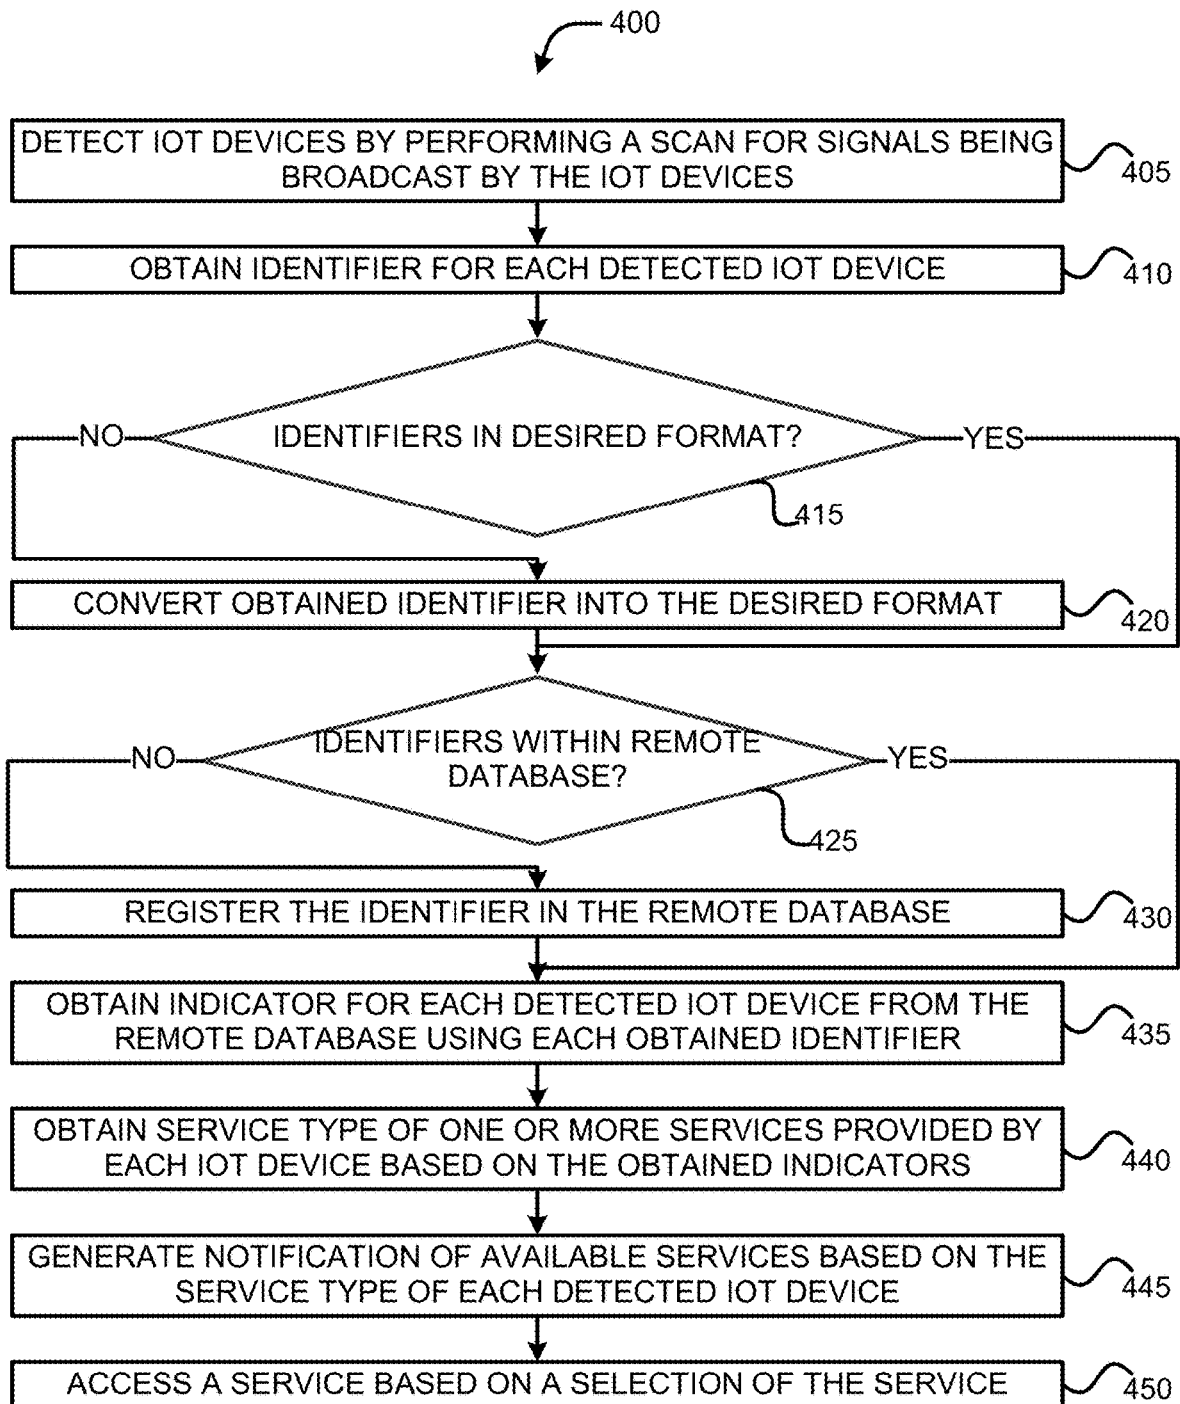 400
DETECT IOT DEVICES BY PERFORMING A SCAN FOR SIGNALS BEING
BROADCAST BY THE IOT DEVICES
405
OBTAIN IDENTIFIER FOR EACH DETECTED IOT DEVICE
410
NO
IDENTIFIERS IN DESIRED FORMAT?
YES
415
CONVERT OBTAINED IDENTIFIER INTO THE DESIRED FORMAT
420
NO
IDENTIFIERS WITHIN REMOTE
DATABASE?
YES
425
REGISTER THE IDENTIFIER IN THE REMOTE DATABASE
430
OBTAIN INDICATOR FOR EACH DETECTED IOT DEVICE FROM THE
REMOTE DATABASE USING EACH OBTAINED IDENTIFIER
435
OBTAIN SERVICE TYPE OF ONE OR MORE SERVICES PROVIDED BY
EACH IOT DEVICE BASED ON THE OBTAINED INDICATORS
440
GENERATE NOTIFICATION OF AVAILABLE SERVICES BASED ON THE
SERVICE TYPE OF EACH DETECTED IOT DEVICE
445
ACCESS A SERVICE BASED ON A SELECTION OF THE SERVICE
450